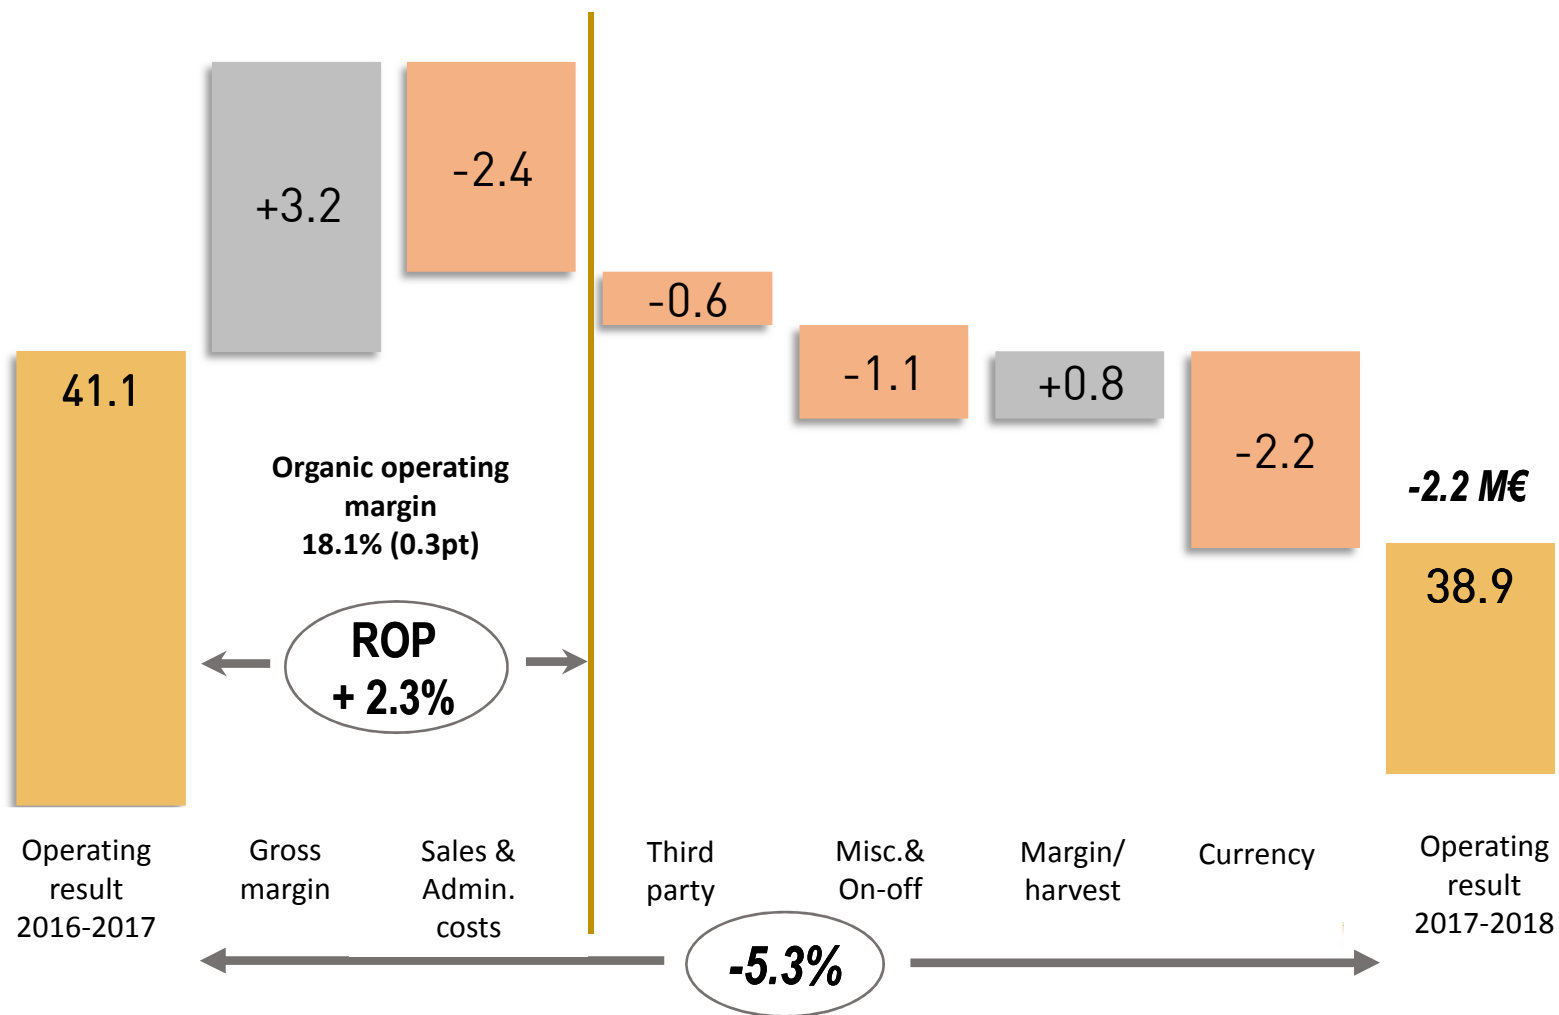 +3.2
-2.4
-0.6
-1.1
+0.8
-2.2
41.1
-2.2 M€
38.9
Organic operating
margin
18.1% (0.3pt)
ROP
+ 2.3%
Operating
result
2016-2017
Gross
margin
Sales &
Admin.
costs
Third
party
Misc.&
On-off
Margin/
harvest
Currency
Operating
result
2017-2018
-5.3%